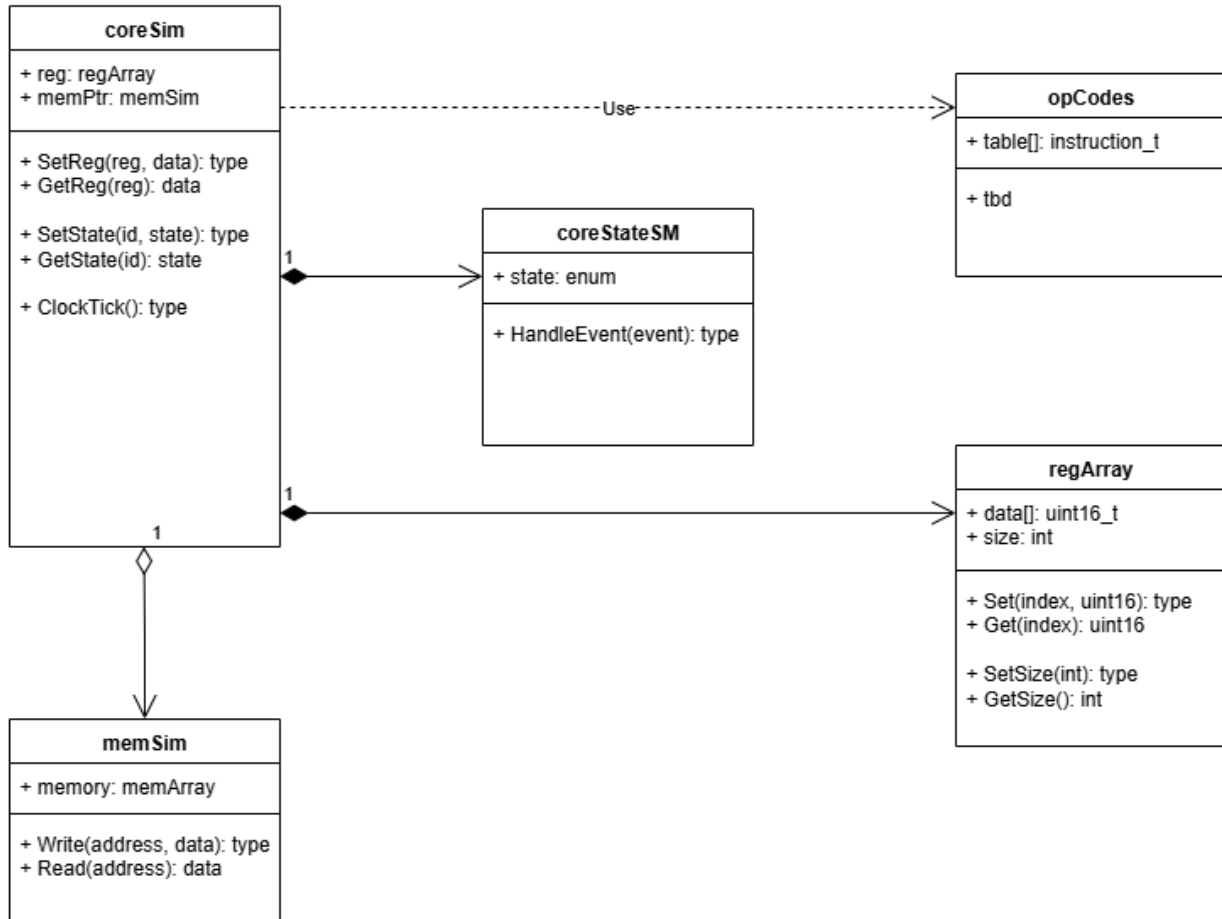 coreSim
+ reg: regArray
+ memPtr: memSim
+ SetReg(reg, data): type
+ GetReg(reg): data
+ SetState(id, state): type
+ GetState(id): state
+ ClockTick(): type
Use
opCodes
+ table[]: instruction_t
+ tbd
1
coreStateSM
+ state: enum
+ HandleEvent(event): type
1
regArray
+ data[]: uint16_t
+ size: int
+ Set(index, uint16): type
+ Get(index): uint16
+ SetSize(int): type
+ GetSize(): int
1
memSim
+ memory: memArray
+ Write(address, data): type
+ Read(address): data